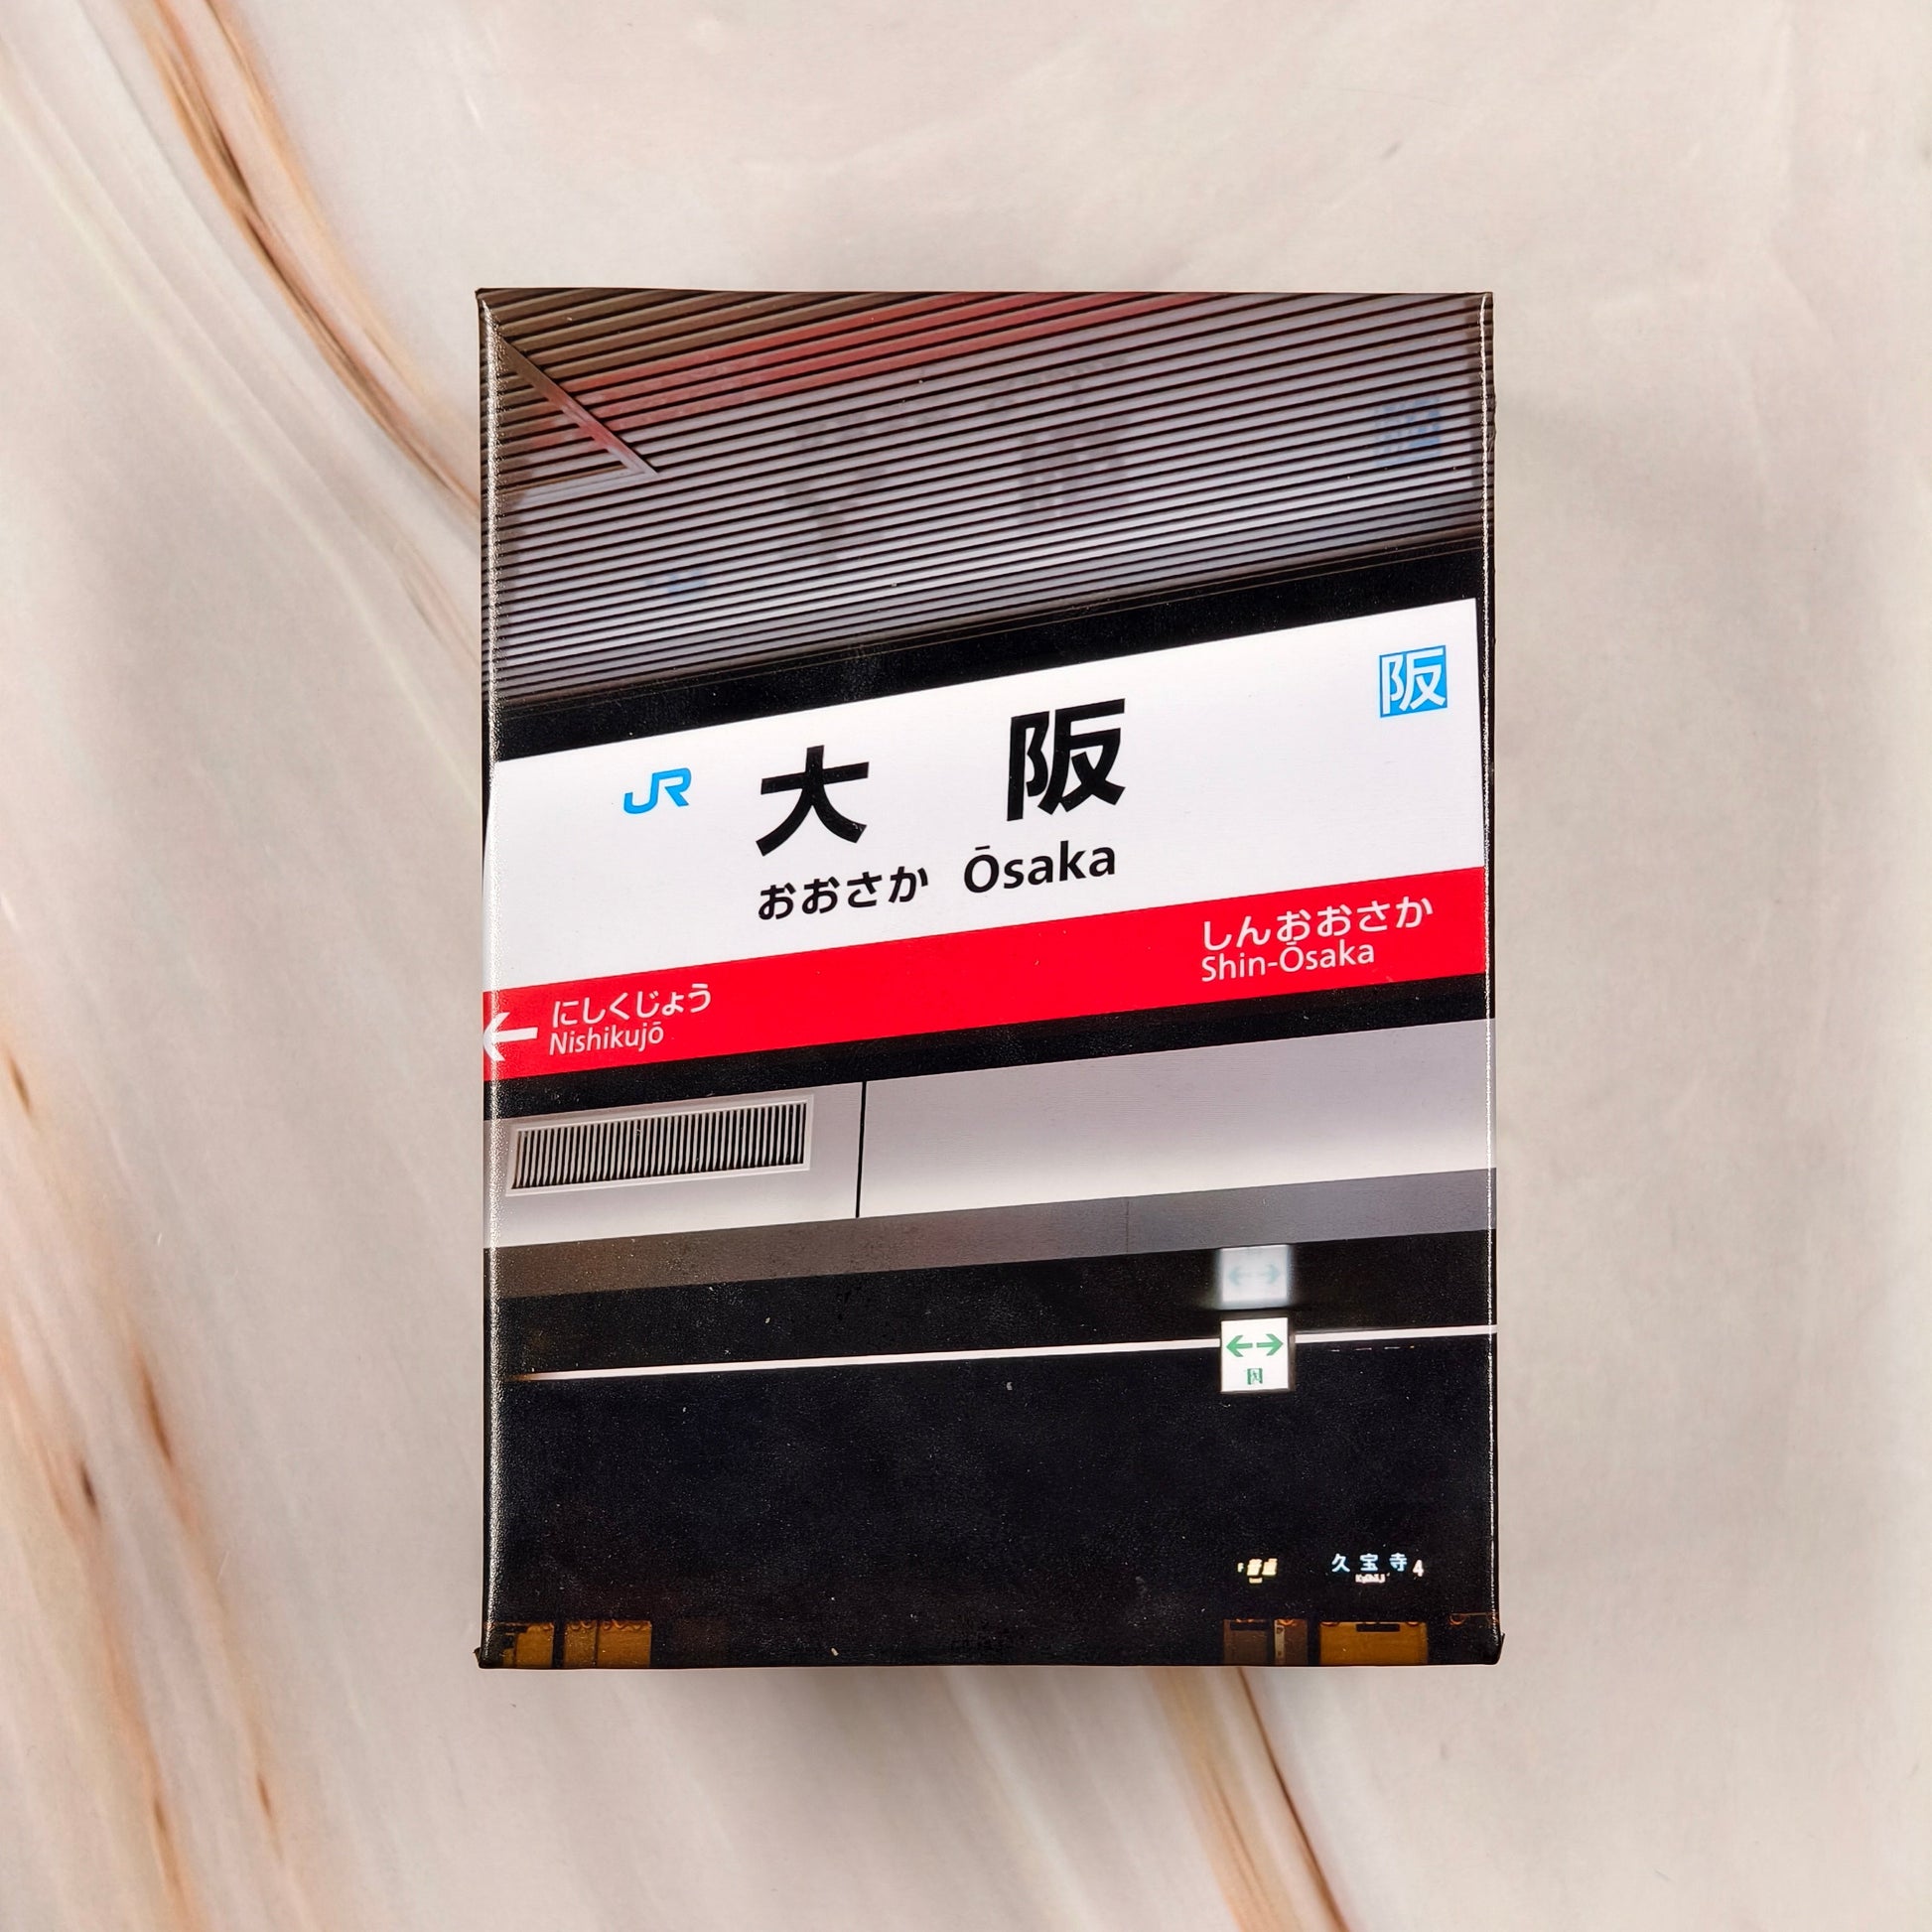 阪
JR 大阪
おおさか Ōsaka
しんおおさか
Shin-Ōsaka
← にしくじょう
Nishikujō
←→
久宝寺 4